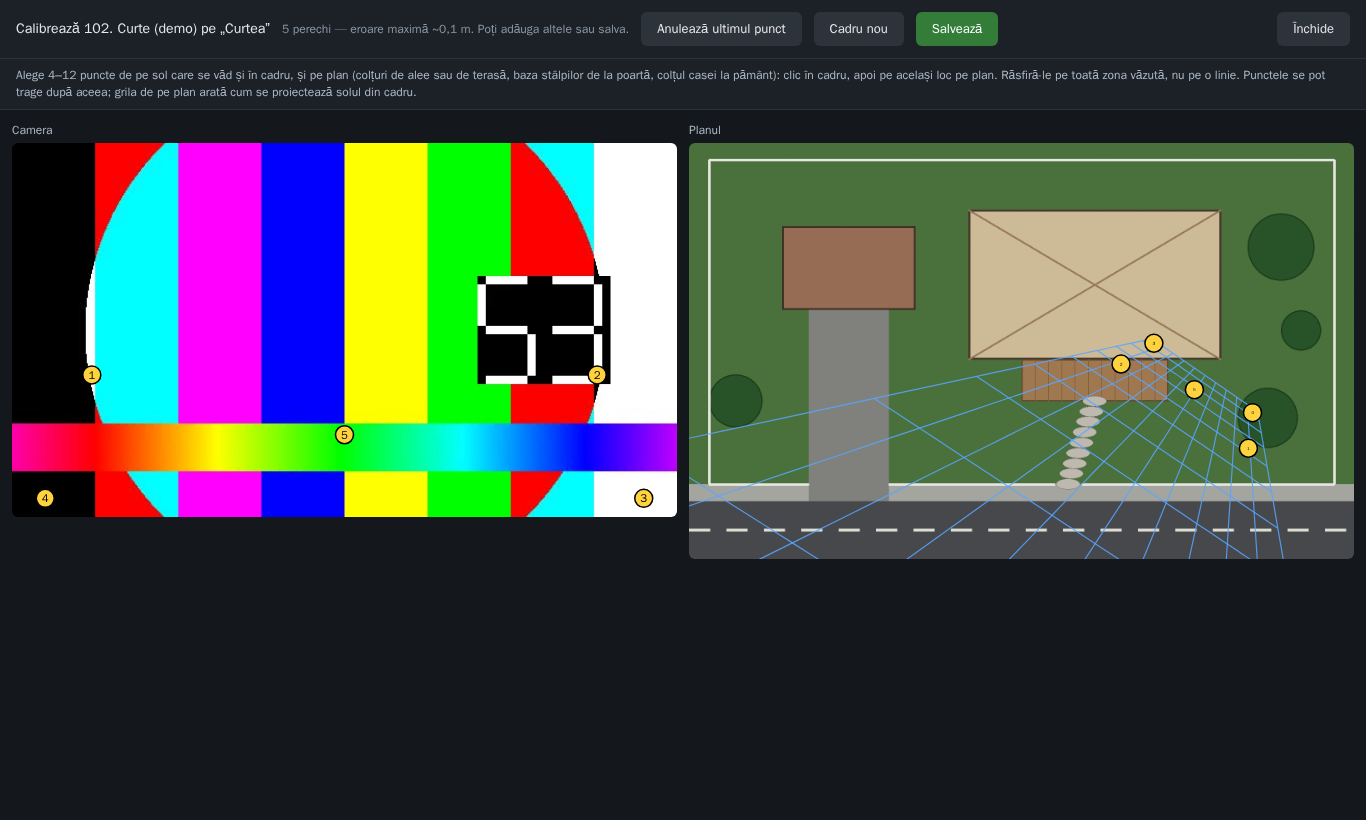 Calibrează 102. Curte (demo) pe „Curtea” 5 perechi — eroare maximă ~0,1 m. Poți adăuga altele sau salva. Anulează ultimul punct Cadru nou Salvează Închide
Alege 4–12 puncte de pe sol care se văd și în cadru, și pe plan (colțuri de alee sau de terasă, baza stâlpilor de la poartă, colțul casei la pământ): clic în cadru, apoi pe același loc pe plan. Răsfiră-le pe toată zona văzută, nu pe o linie. Punctele se pot
trage după aceea; grila de pe plan arată cum se proiectează solul din cadru.
Camera Planul
1 2
5
4 3
3
2
5
4
1